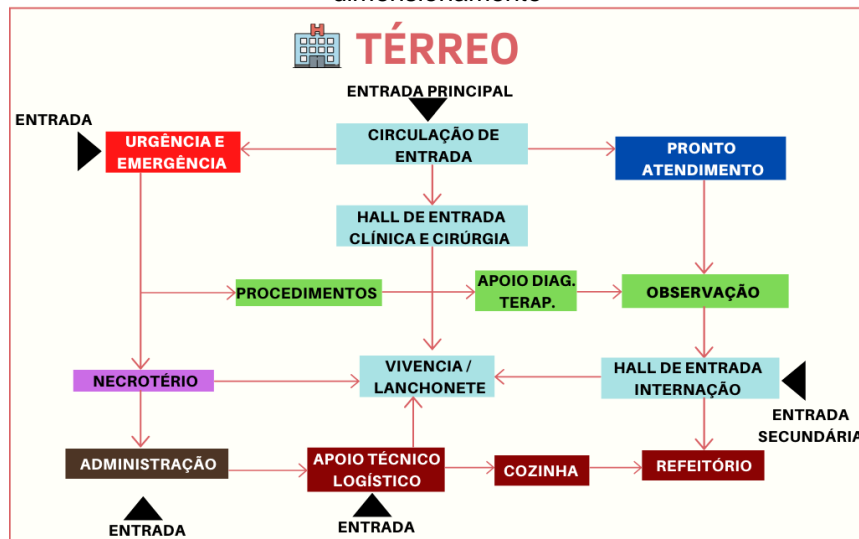 dimensionamento
H
TÉRREO
ENTRADA PRINCIPAL
ENTRADA
URGÊNCIA E
EMERGÊNCIA
CIRCULAÇÃO DE
ENTRADA
PRONTO
ATENDIMENTO
HALL DE ENTRADA
CLÍNICA E CIRÚRGIA
PROCEDIMENTOS
APOIO DIAG.
TERAP.
OBSERVAÇÃO
NECROTÉRIO
VIVENCIA /
LANCHONETE
HALL DE ENTRADA
INTERNAÇÃO
ENTRADA
SECUNDÁRIA
ADMINISTRAÇÃO
APOIO TÉCNICO
LOGÍSTICO
COZINHA
REFEITÓRIO
ENTRADA
ENTRADA